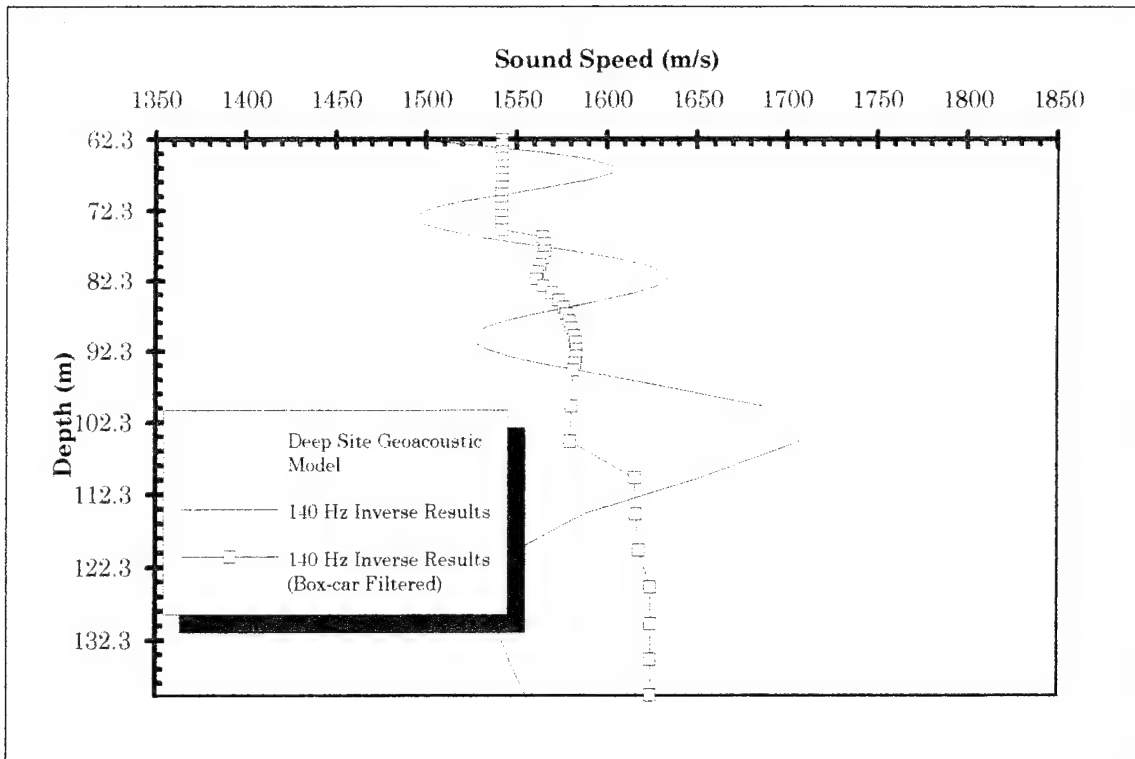 Sound Speed (m/s)
1350 1400 1450 1500 1550 1600 1650 1700 1750 1800 1850
62.3
72.3
82.3
92.3
102.3
112.3
122.3
132.3
Depth (m)
Deep Site Geoacoustic
Model
140 Hz Inverse Results
140 Hz Inverse Results
(Box-car Filtered)